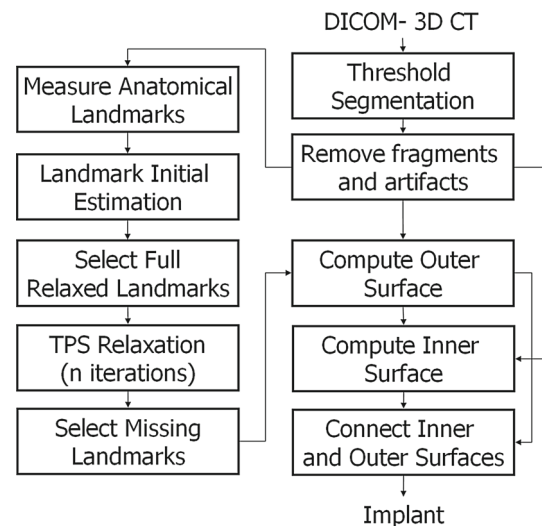 DICOM- 3D CT
Threshold
Segmentation
Remove fragments
and artifacts
Measure Anatomical
Landmarks
Landmark Initial
Estimation
Select Full
Relaxed Landmarks
TPS Relaxation
(n iterations)
Select Missing
Landmarks
Compute Outer
Surface
Compute Inner
Surface
Connect Inner
and Outer Surfaces
Implant